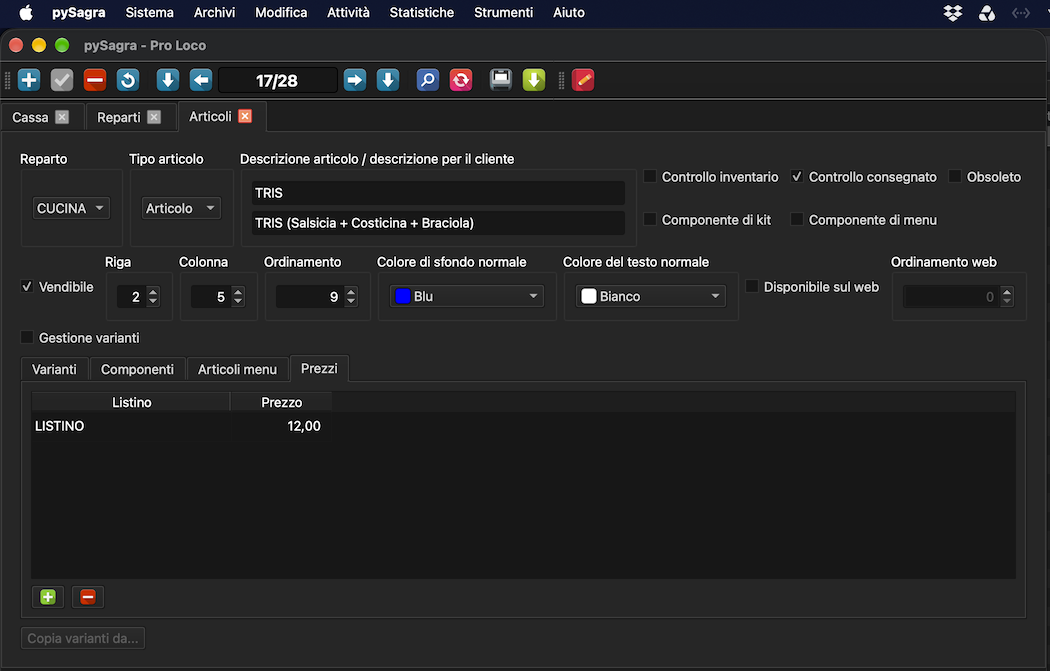 pySagra Sistema Archivi Modifica Attività Statistiche Strumenti Aiuto
pySagra - Pro Loco
17/28
Cassa Reparti Articoli
Reparto Tipo articolo Descrizione articolo / descrizione per il cliente
CUCINA Articolo TRIS
TRIS (Salsicia + Costicina + Braciola)
Controllo inventario Controllo consegnato Obsoleto
Componente di kit Componente di menu
Riga Colonna Ordinamento Colore di sfondo normale Colore del testo normale Ordinamento web
Vendibile 2 5 9 Blu Bianco Disponibile sul web 0
Gestione varianti
Varianti Componenti Articoli menu Prezzi
Listino Prezzo
LISTINO 12,00
Copia varianti da...